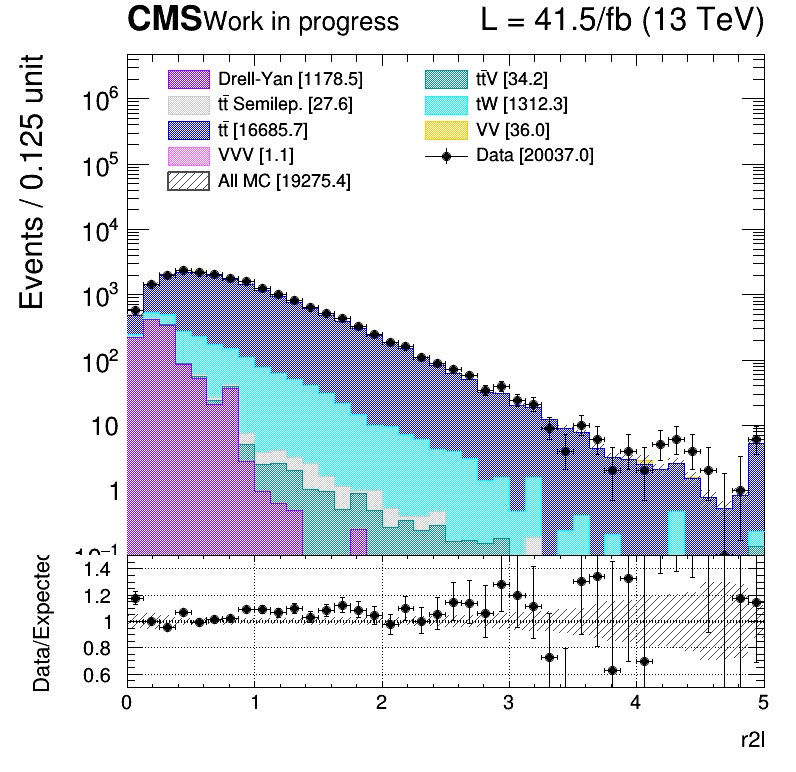 CMS Work in progress L = 41.5/fb (13 TeV)
Events / 0.125 unit
Drell-Yan [1178.5]
tt̄ Semilep. [27.6]
tt̄ [16685.7]
VVV [1.1]
All MC [19275.4]
tt̄V [34.2]
tW [1312.3]
VV [36.0]
Data [20037.0]
10⁶
10⁵
10⁴
10³
10²
10
1
10⁻¹
Data/Expected
1.4
1.2
1
0.8
0.6
0 1 2 3 4 5
r2l